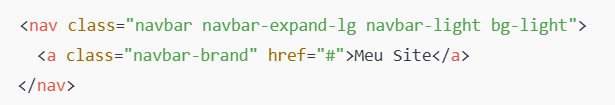 <nav class="navbar navbar-expand-lg navbar-light bg-light">
  <a class="navbar-brand" href="#">Meu Site</a>
</nav>